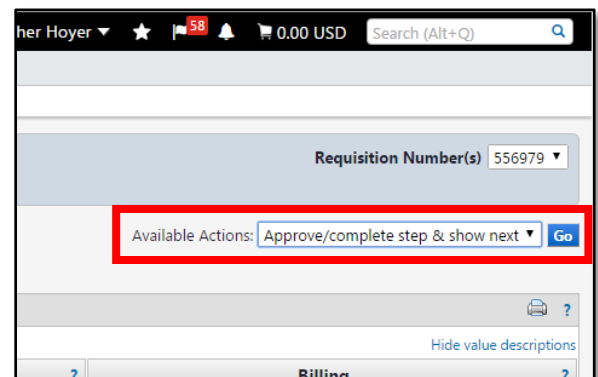 her Hoyer ▼ 58 0.00 USD Search (Alt+Q)
Requisition Number(s) 556979 ▼
Available Actions: Approve/complete step & show next ▼ Go
?
Hide value descriptions
? Billing ?